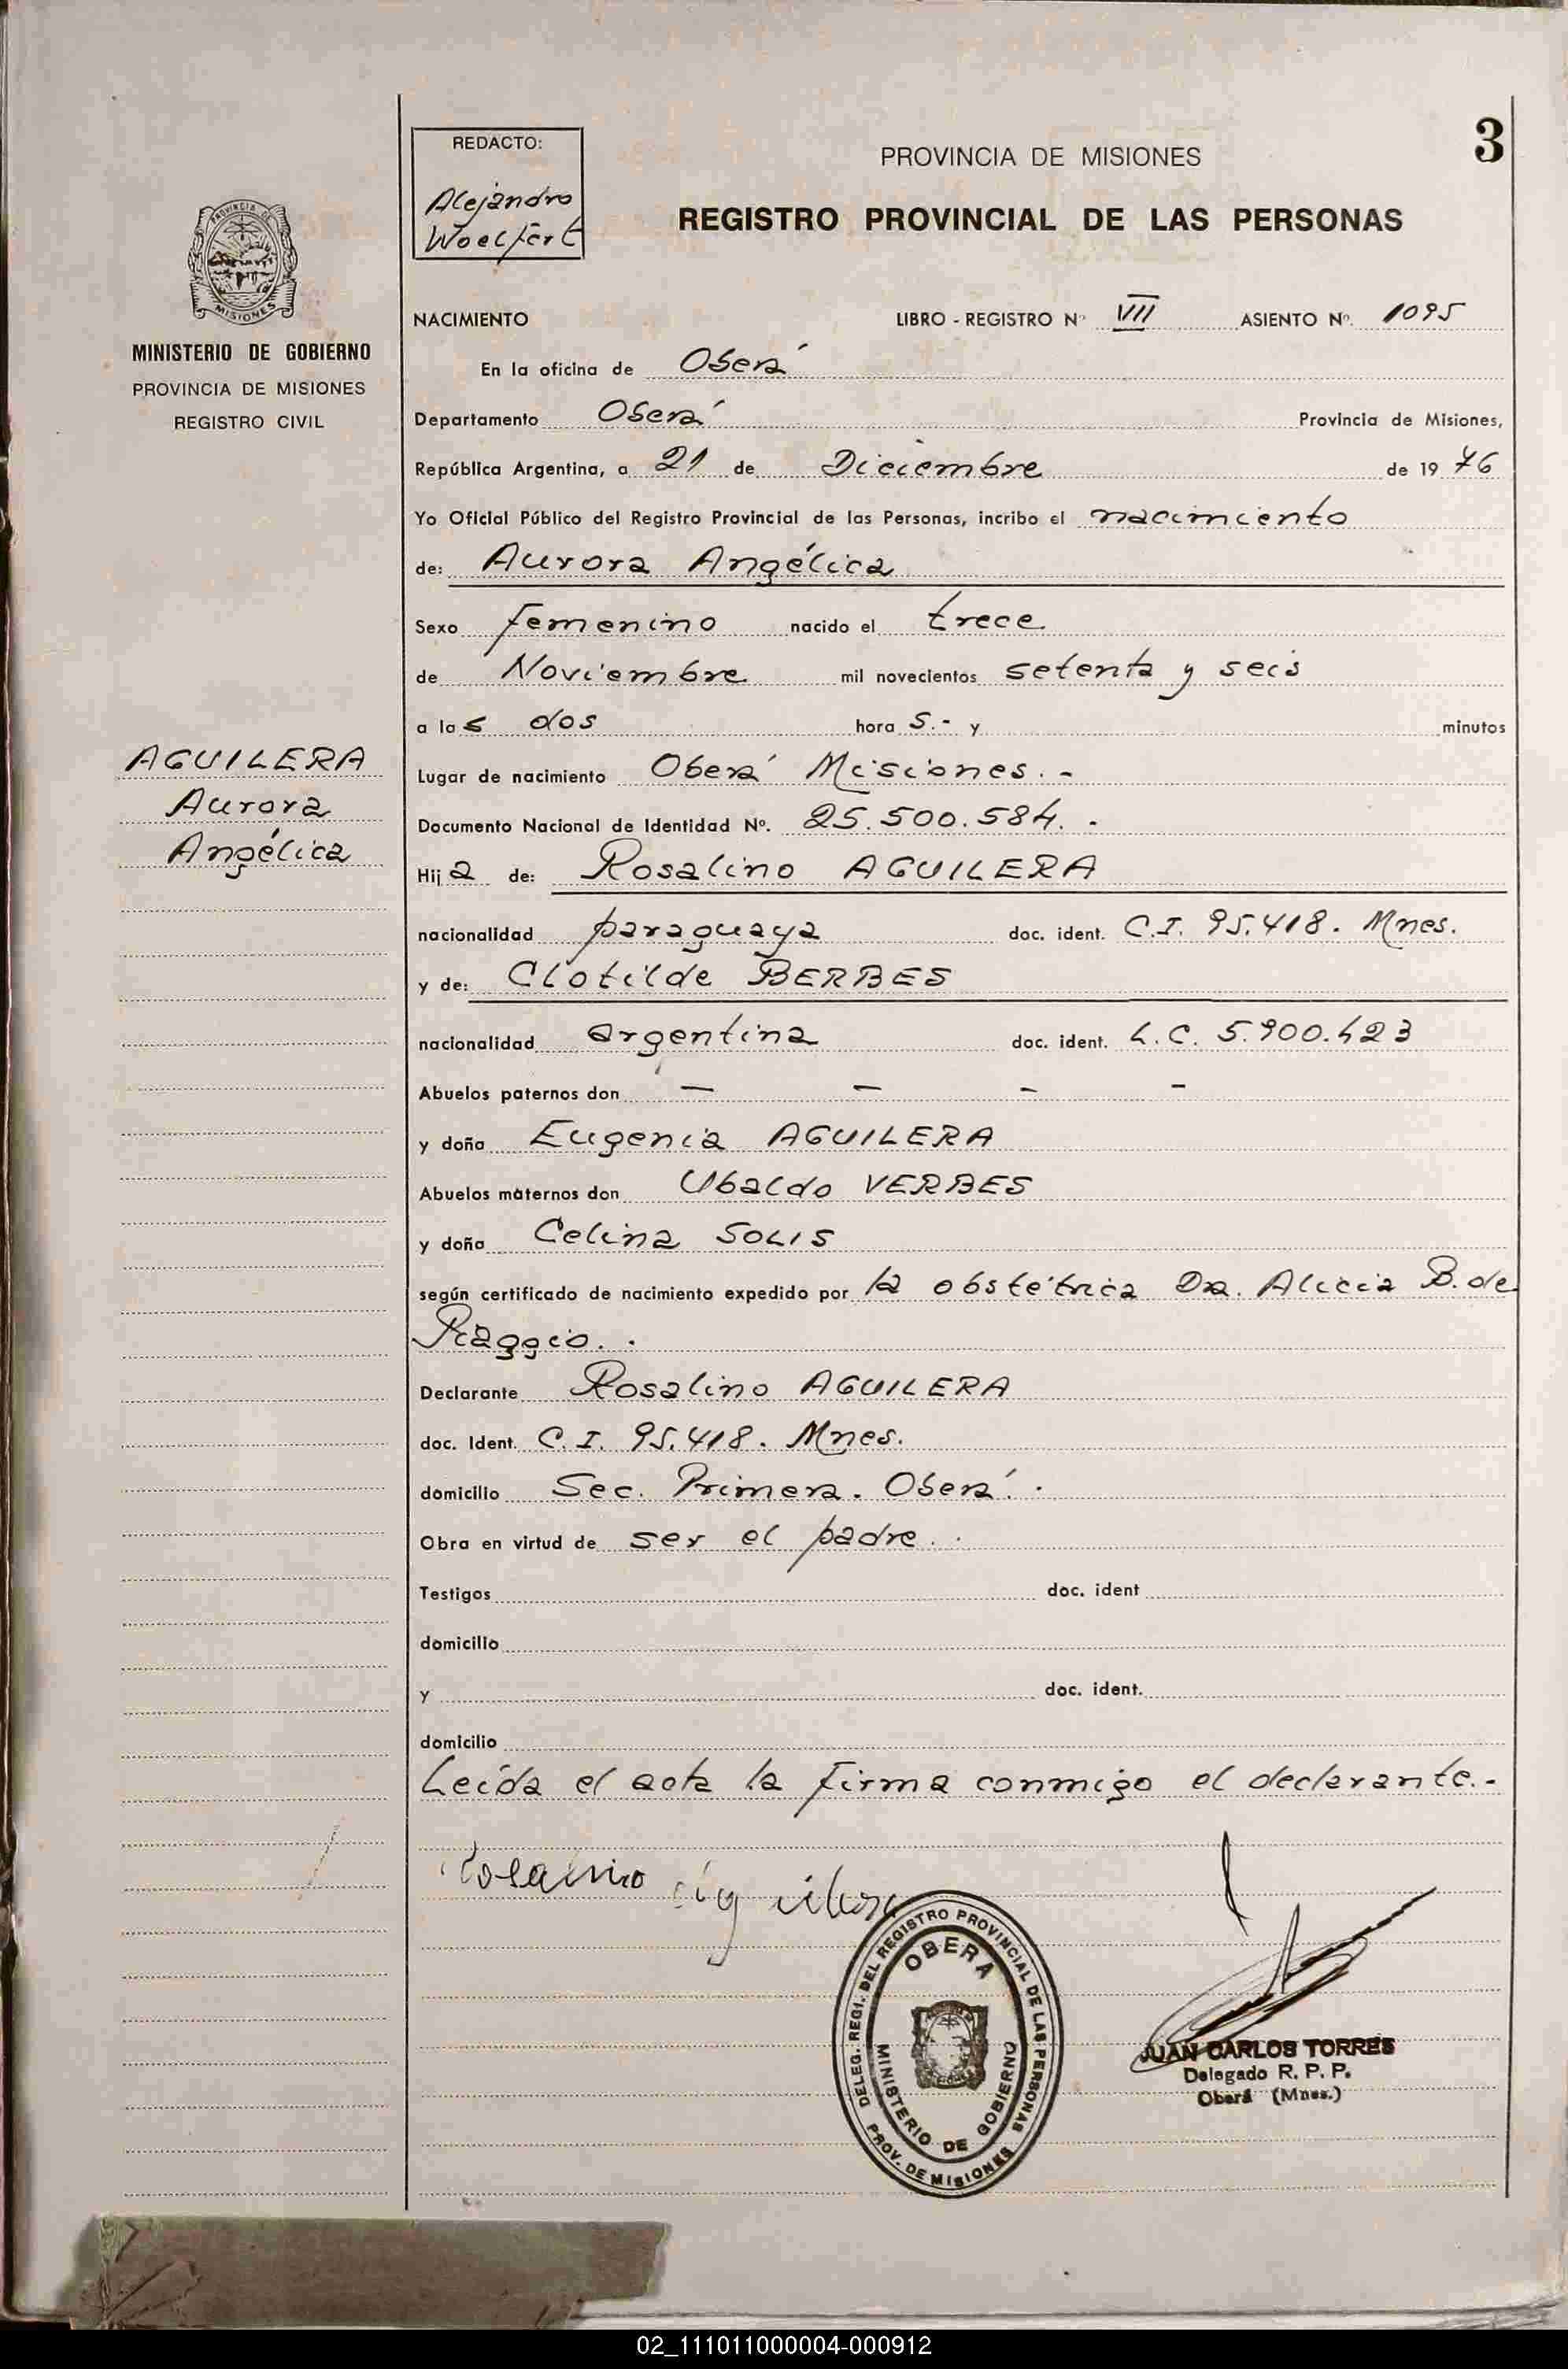 3
REDACTO:
Alejandro
Woelfert
PROVINCIA DE MISIONES
REGISTRO PROVINCIAL DE LAS PERSONAS
PROVINCIA DE
MISIONES
MINISTERIO DE GOBIERNO
PROVINCIA DE MISIONES
REGISTRO CIVIL
AGUILERA
Aurora
Angélica
NACIMIENTO LIBRO - REGISTRO Nº VII ASIENTO Nº. 1095
En la oficina de Oberá
Departamento Oberá Provincia de Misiones,
República Argentina, a 21 de Diciembre de 19 76
Yo Oficial Público del Registro Provincial de las Personas, incribo el nacimiento
de: Aurora Angélica
Sexo femenino nacido el trece
de Noviembre mil novecientos setenta y seis
a las dos hora s.- y minutos
Lugar de nacimiento Oberá Misiones. -
Documento Nacional de Identidad Nº. 25.500.584. -
Hij a de: Rosalino AGUILERA
nacionalidad paraguaya doc. ident. C.I. 95.418. Mnes.
y de: Clotilde BERBES
nacionalidad argentina doc. ident. L.C. 5.900.423
Abuelos paternos don — — - -
y doña Eugenia AGUILERA
Abuelos maternos don Ubaldo VERBES
y doña Celina SOLIS
según certificado de nacimiento expedido por la obstétrica Da. Alicia B. de
Piaggio. .
Declarante Rosalino AGUILERA
doc. Ident. C.I. 95.418. Mnes.
domicilio Sec. Primera. Oberá. .
Obra en virtud de ser el padre. .
Testigos doc. ident
domicilio
y doc. ident.
domicilio
Leída el acta la firma conmigo el declarante.-
Rosalino Aguilera
DELEG. REGI. DEL REGISTRO PROVINCIAL DE LAS PERSONAS
OBERA
MINISTERIO DE GOBIERNO
PROV. DE MISIONES
JUAN CARLOS TORRES
Delegado R. P. P.
Oberá (Mnes.)
02_111011000004-000912